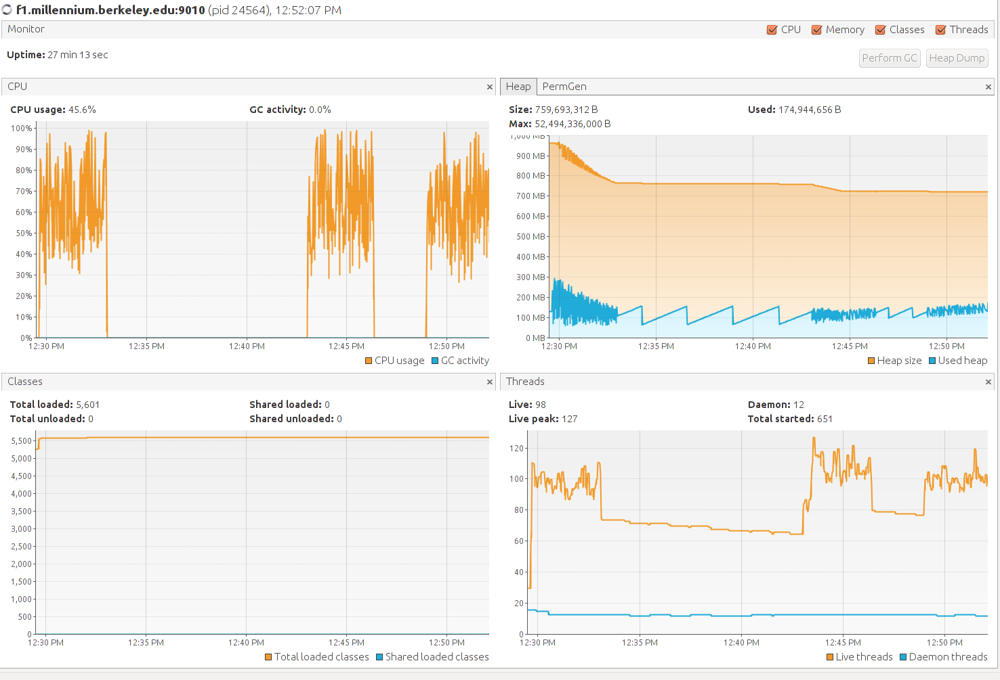 f1.millennium.berkeley.edu:9010 (pid 24564), 12:52:07 PM
Monitor CPU Memory Classes Threads
Uptime: 27 min 13 sec Perform GC Heap Dump
CPU
CPU usage: 45.6% GC activity: 0.0%
100%
90%
80%
70%
60%
50%
40%
30%
20%
10%
0%
12:30 PM 12:35 PM 12:40 PM 12:45 PM 12:50 PM
CPU usage GC activity
Heap PermGen
Size: 759,693,312 B Used: 174,944,656 B
Max: 52,494,336,000 B
1,000 MB
900 MB
800 MB
700 MB
600 MB
500 MB
400 MB
300 MB
200 MB
100 MB
0 MB
12:30 PM 12:35 PM 12:40 PM 12:45 PM 12:50 PM
Heap size Used heap
Classes
Total loaded: 5,601 Shared loaded: 0
Total unloaded: 0 Shared unloaded: 0
5,500
5,000
4,500
4,000
3,500
3,000
2,500
2,000
1,500
1,000
500
0
12:30 PM 12:35 PM 12:40 PM 12:45 PM 12:50 PM
Total loaded classes Shared loaded classes
Threads
Live: 98 Daemon: 12
Live peak: 127 Total started: 651
120
100
80
60
40
20
0
12:30 PM 12:35 PM 12:40 PM 12:45 PM 12:50 PM
Live threads Daemon threads